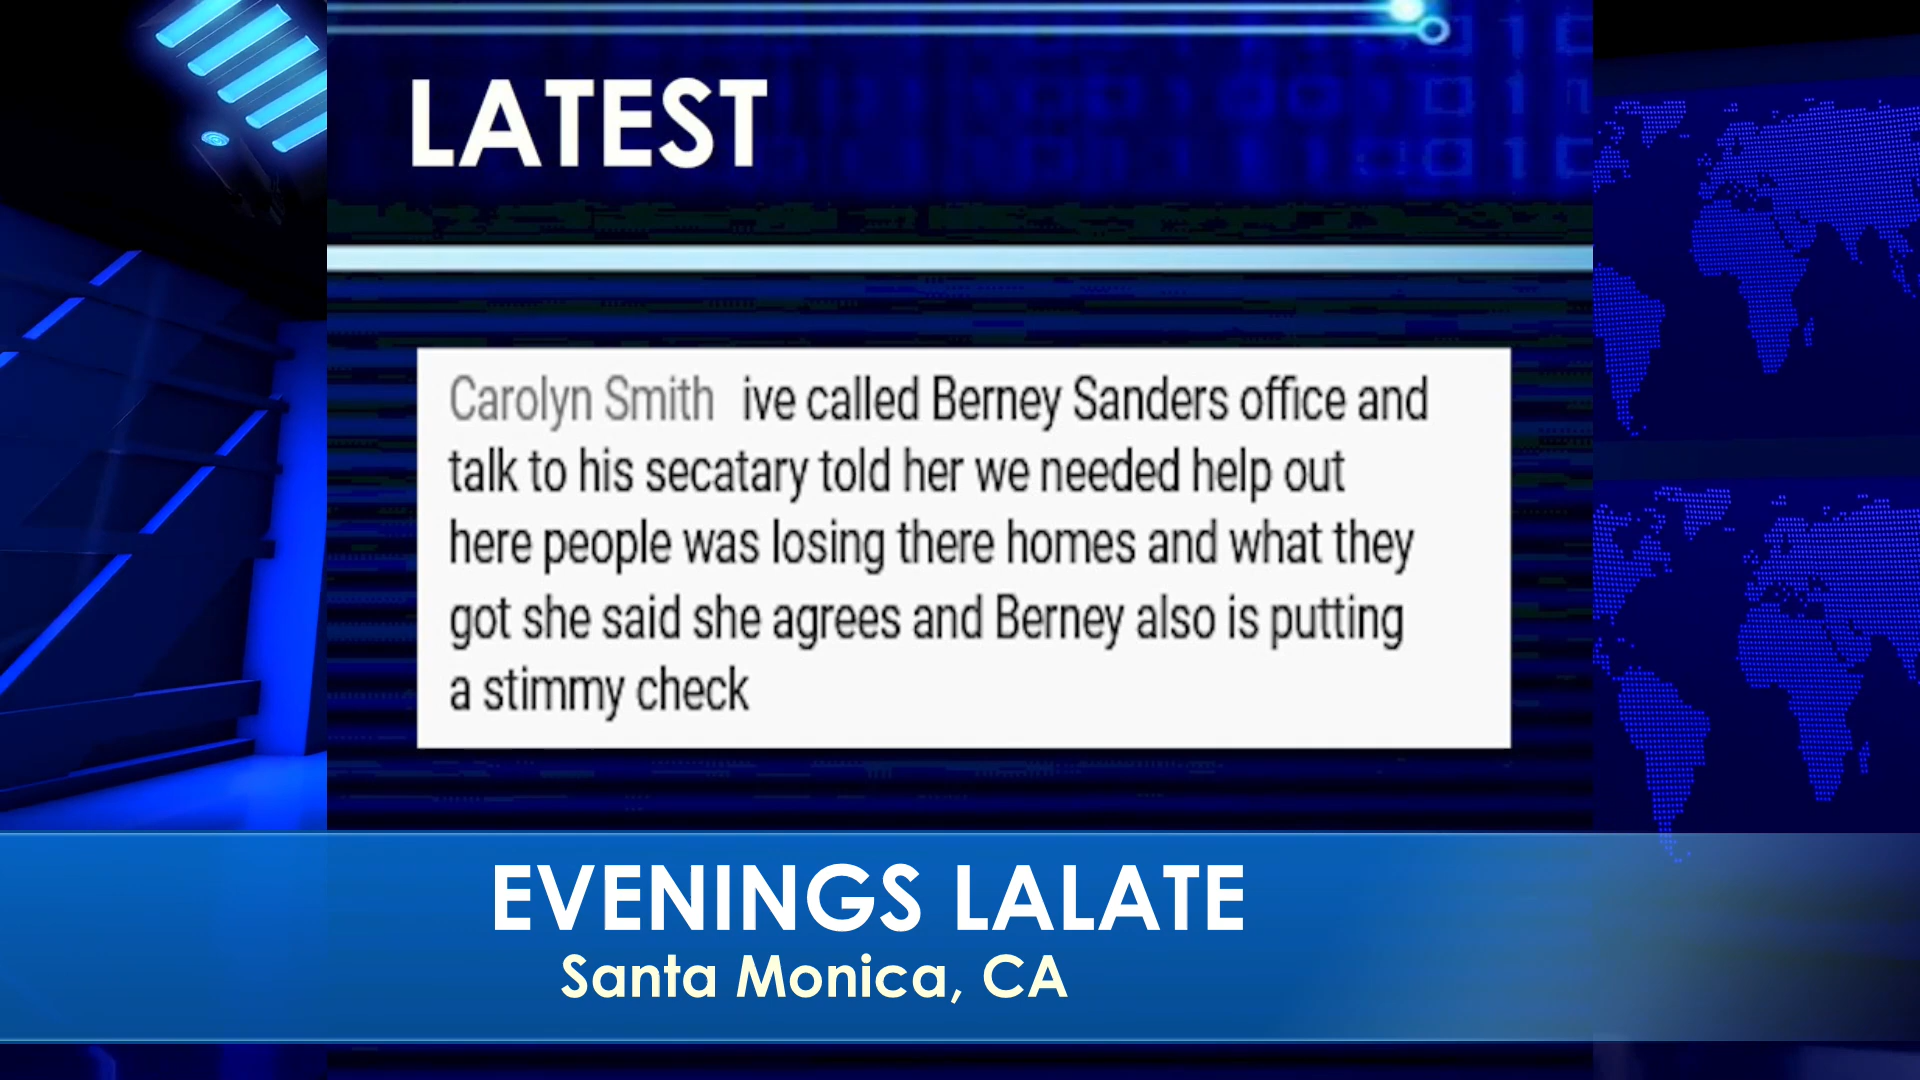 LATEST
Carolyn Smith ive called Berney Sanders office and
talk to his secatary told her we needed help out
here people was losing there homes and what they
got she said she agrees and Berney also is putting
a stimmy check
EVENINGS LALATE
Santa Monica, CA